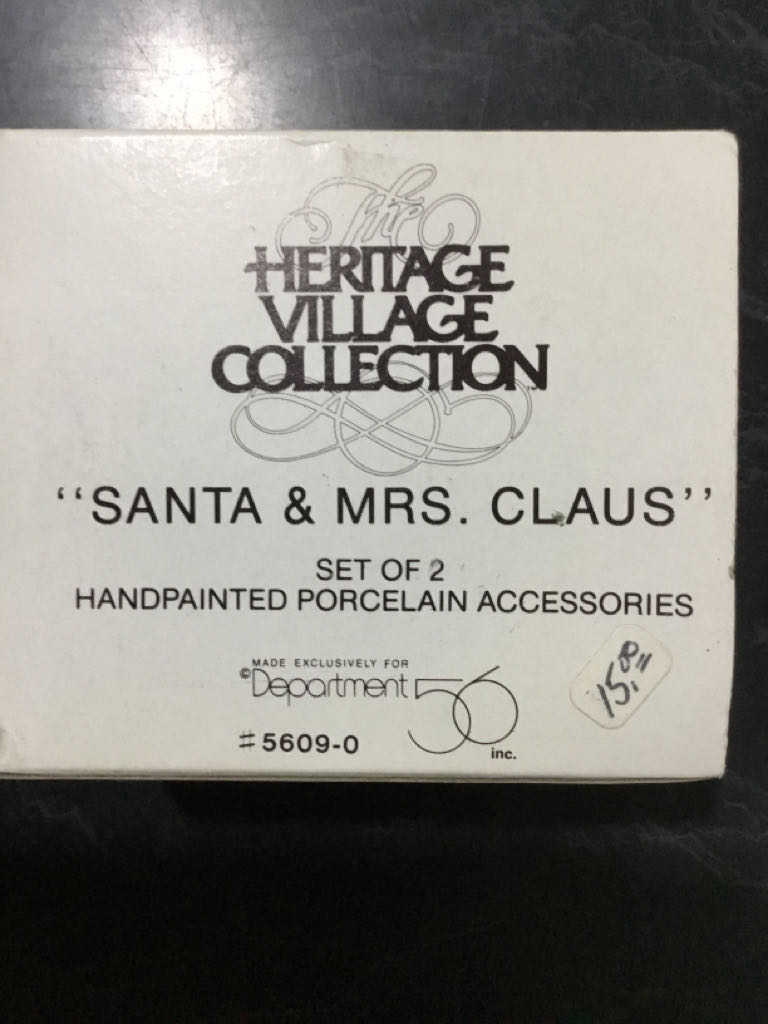 The
HERITAGE
VILLAGE
COLLECTION™
‘‘SANTA & MRS. CLAUS’’
SET OF 2
HANDPAINTED PORCELAIN ACCESSORIES
MADE EXCLUSIVELY FOR
©Department 56
inc.
#5609-0
15.00